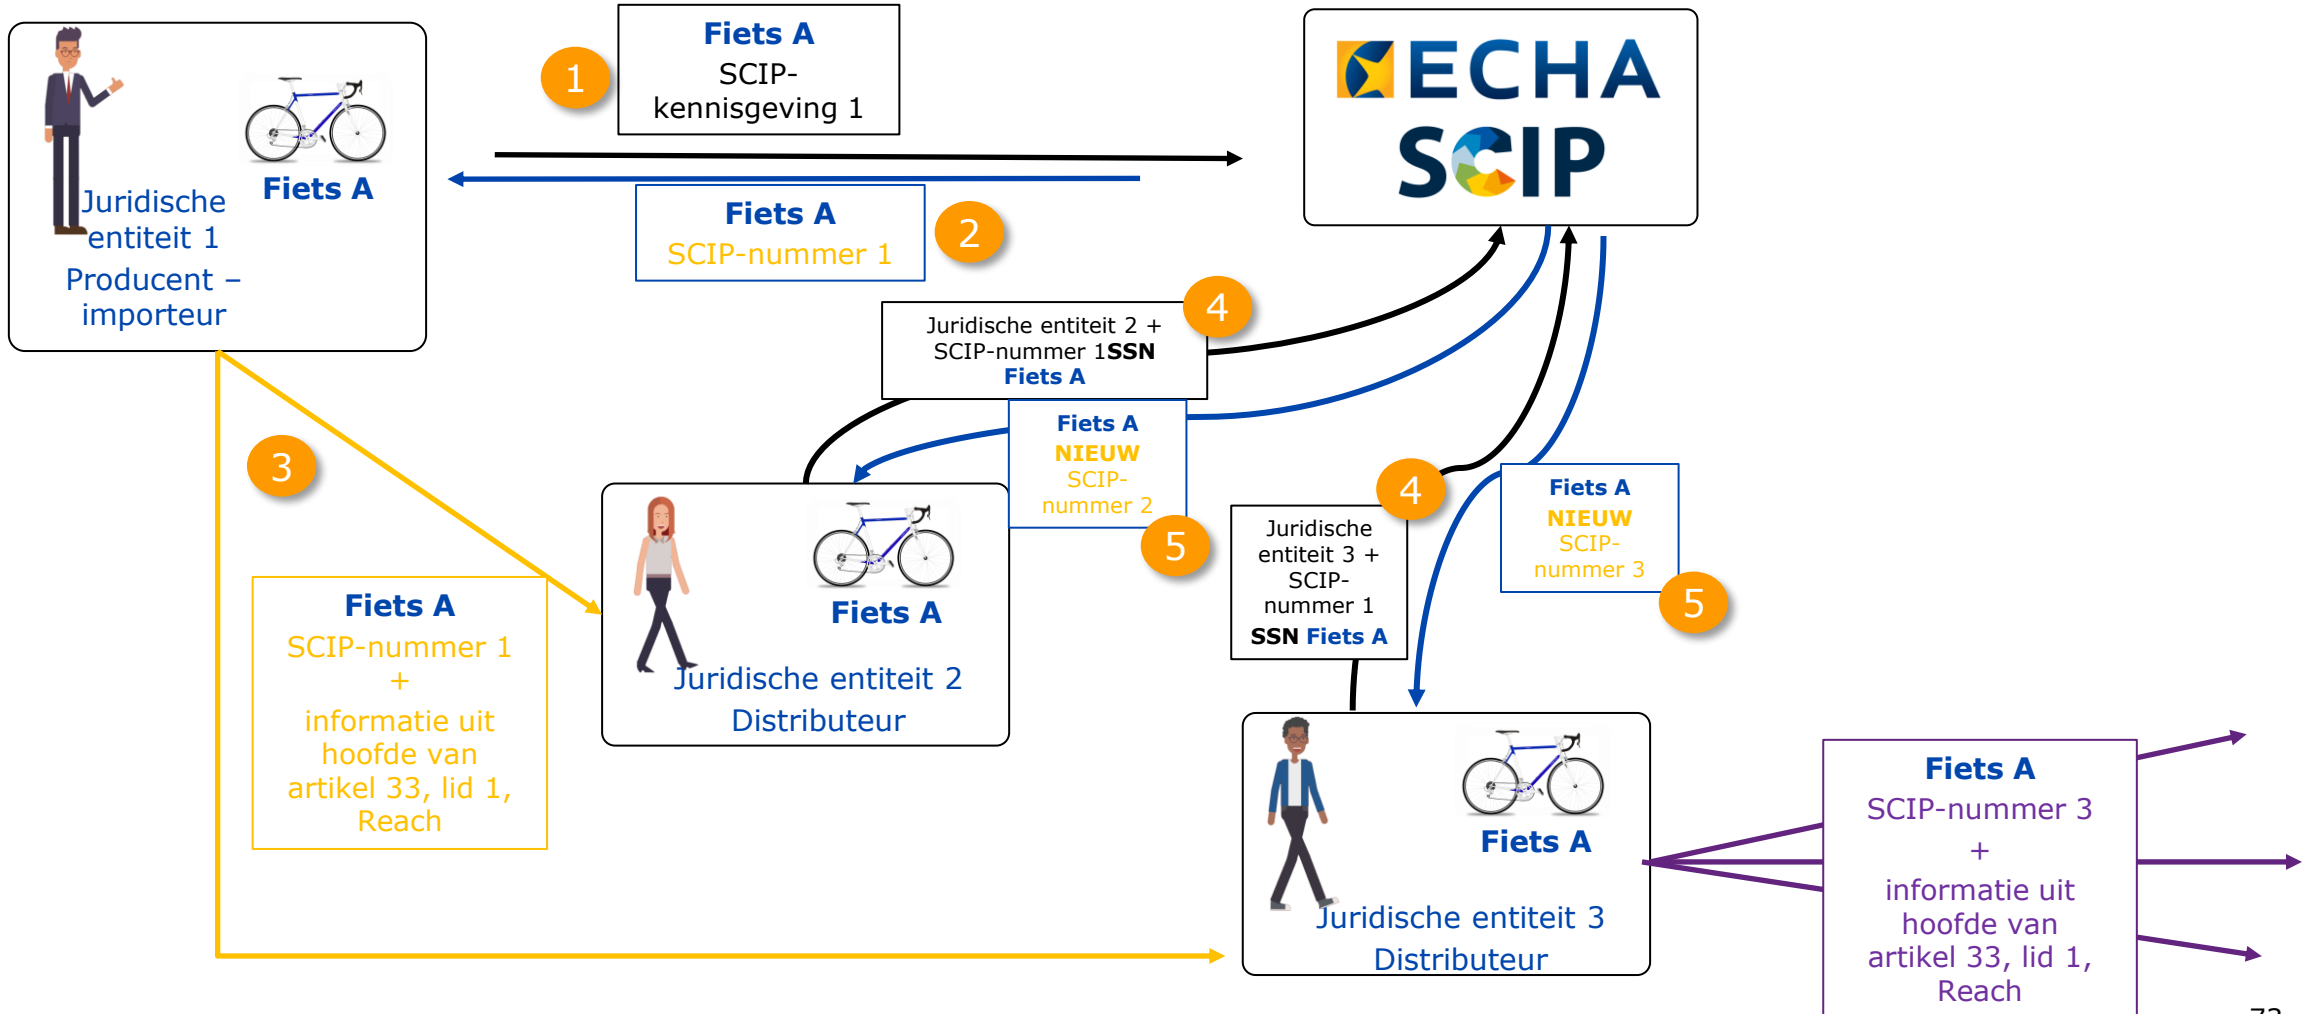 Fiets A
SCIP-
kennisgeving 1
1
ECHA
SCIP
Fiets A
Juridische
entiteit 1
Producent –
importeur
Fiets A
SCIP-nummer 1
2
4
Juridische entiteit 2 +
SCIP-nummer 1SSN
Fiets A
3
Fiets A
NIEUW
SCIP-
nummer 2
5
4
Juridische
entiteit 3 +
SCIP-
nummer 1
SSN Fiets A
Fiets A
NIEUW
SCIP-
nummer 3
5
Fiets A
SCIP-nummer 1
+
informatie uit
hoofde van
artikel 33, lid 1,
Reach
Fiets A
Juridische entiteit 2
Distributeur
Fiets A
Juridische entiteit 3
Distributeur
Fiets A
SCIP-nummer 3
+
informatie uit
hoofde van
artikel 33, lid 1,
Reach